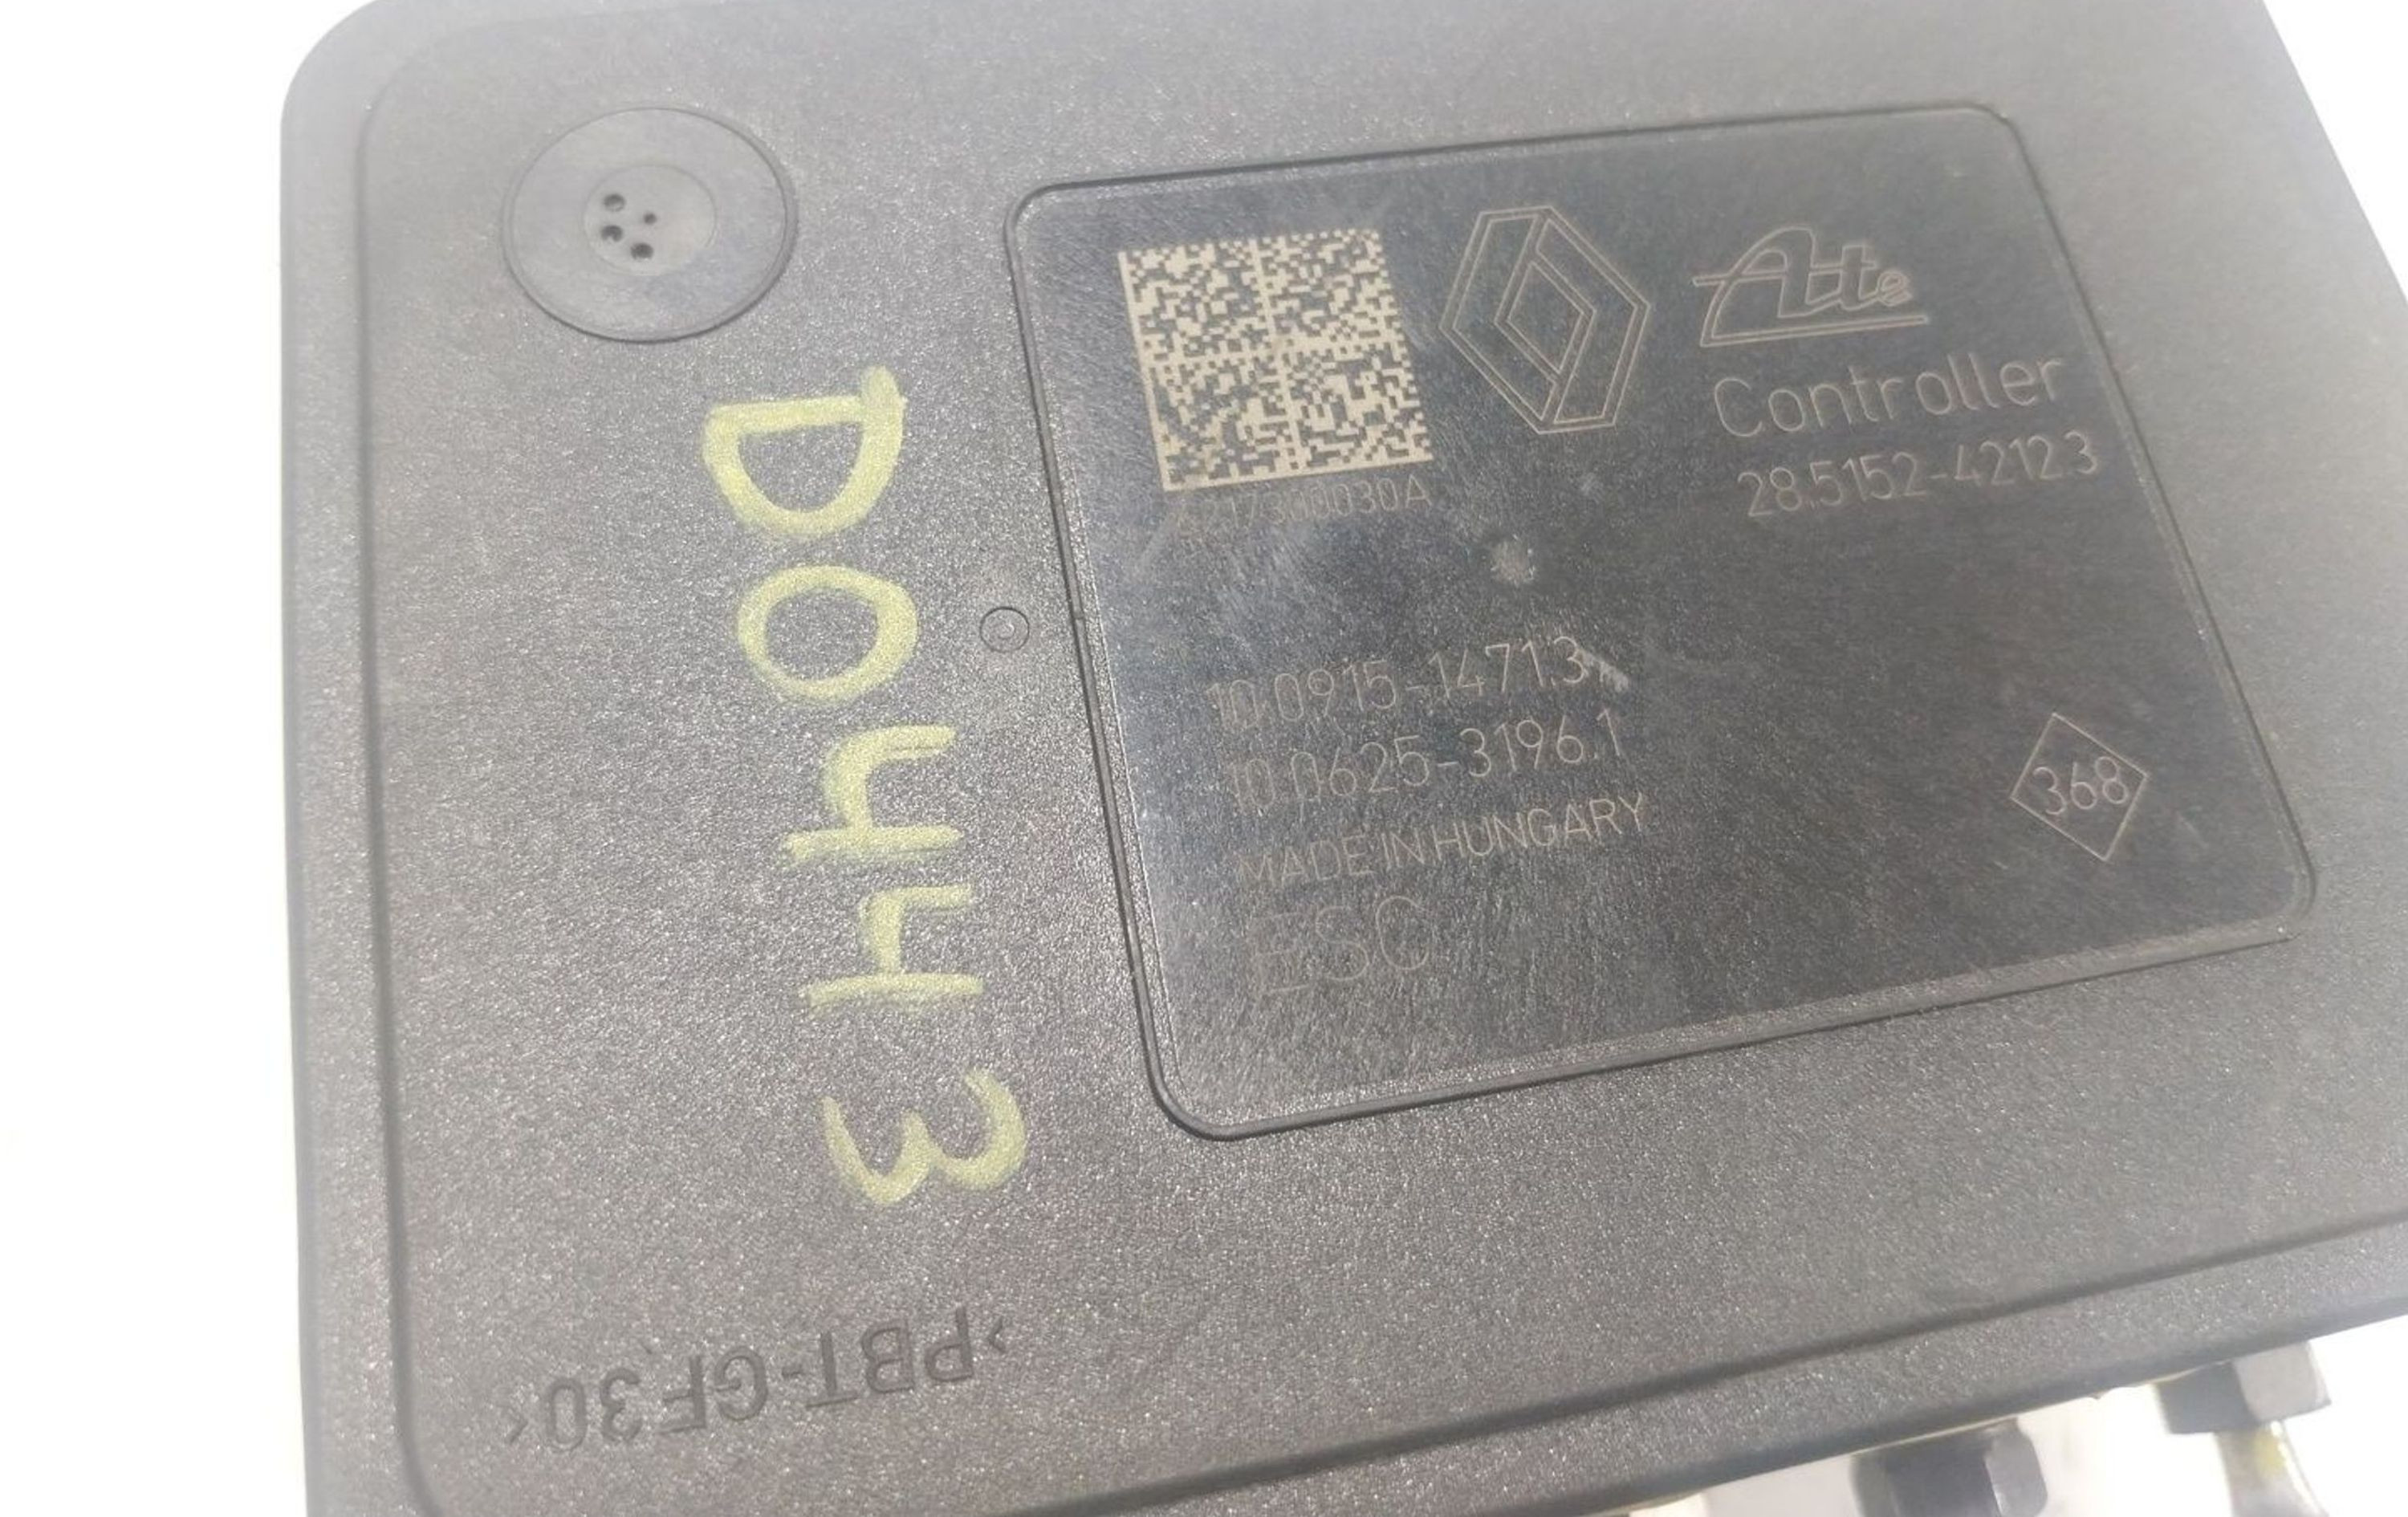 Ate
Controller
28.5152-4212.3
10.0915-1471.3
10.0625-3196.1
MADE IN HUNGARY
ESC
368
D0443
>PBT-GF30<